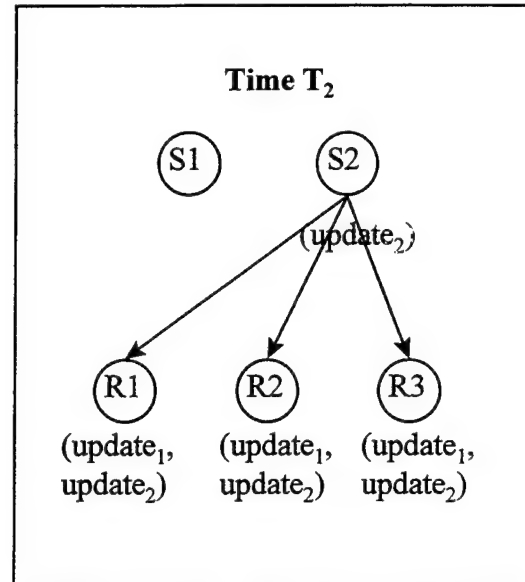 Time T₂
S1 S2
(update₂)
R1 R2 R3
(update₁, (update₁, (update₁,
update₂) update₂) update₂)